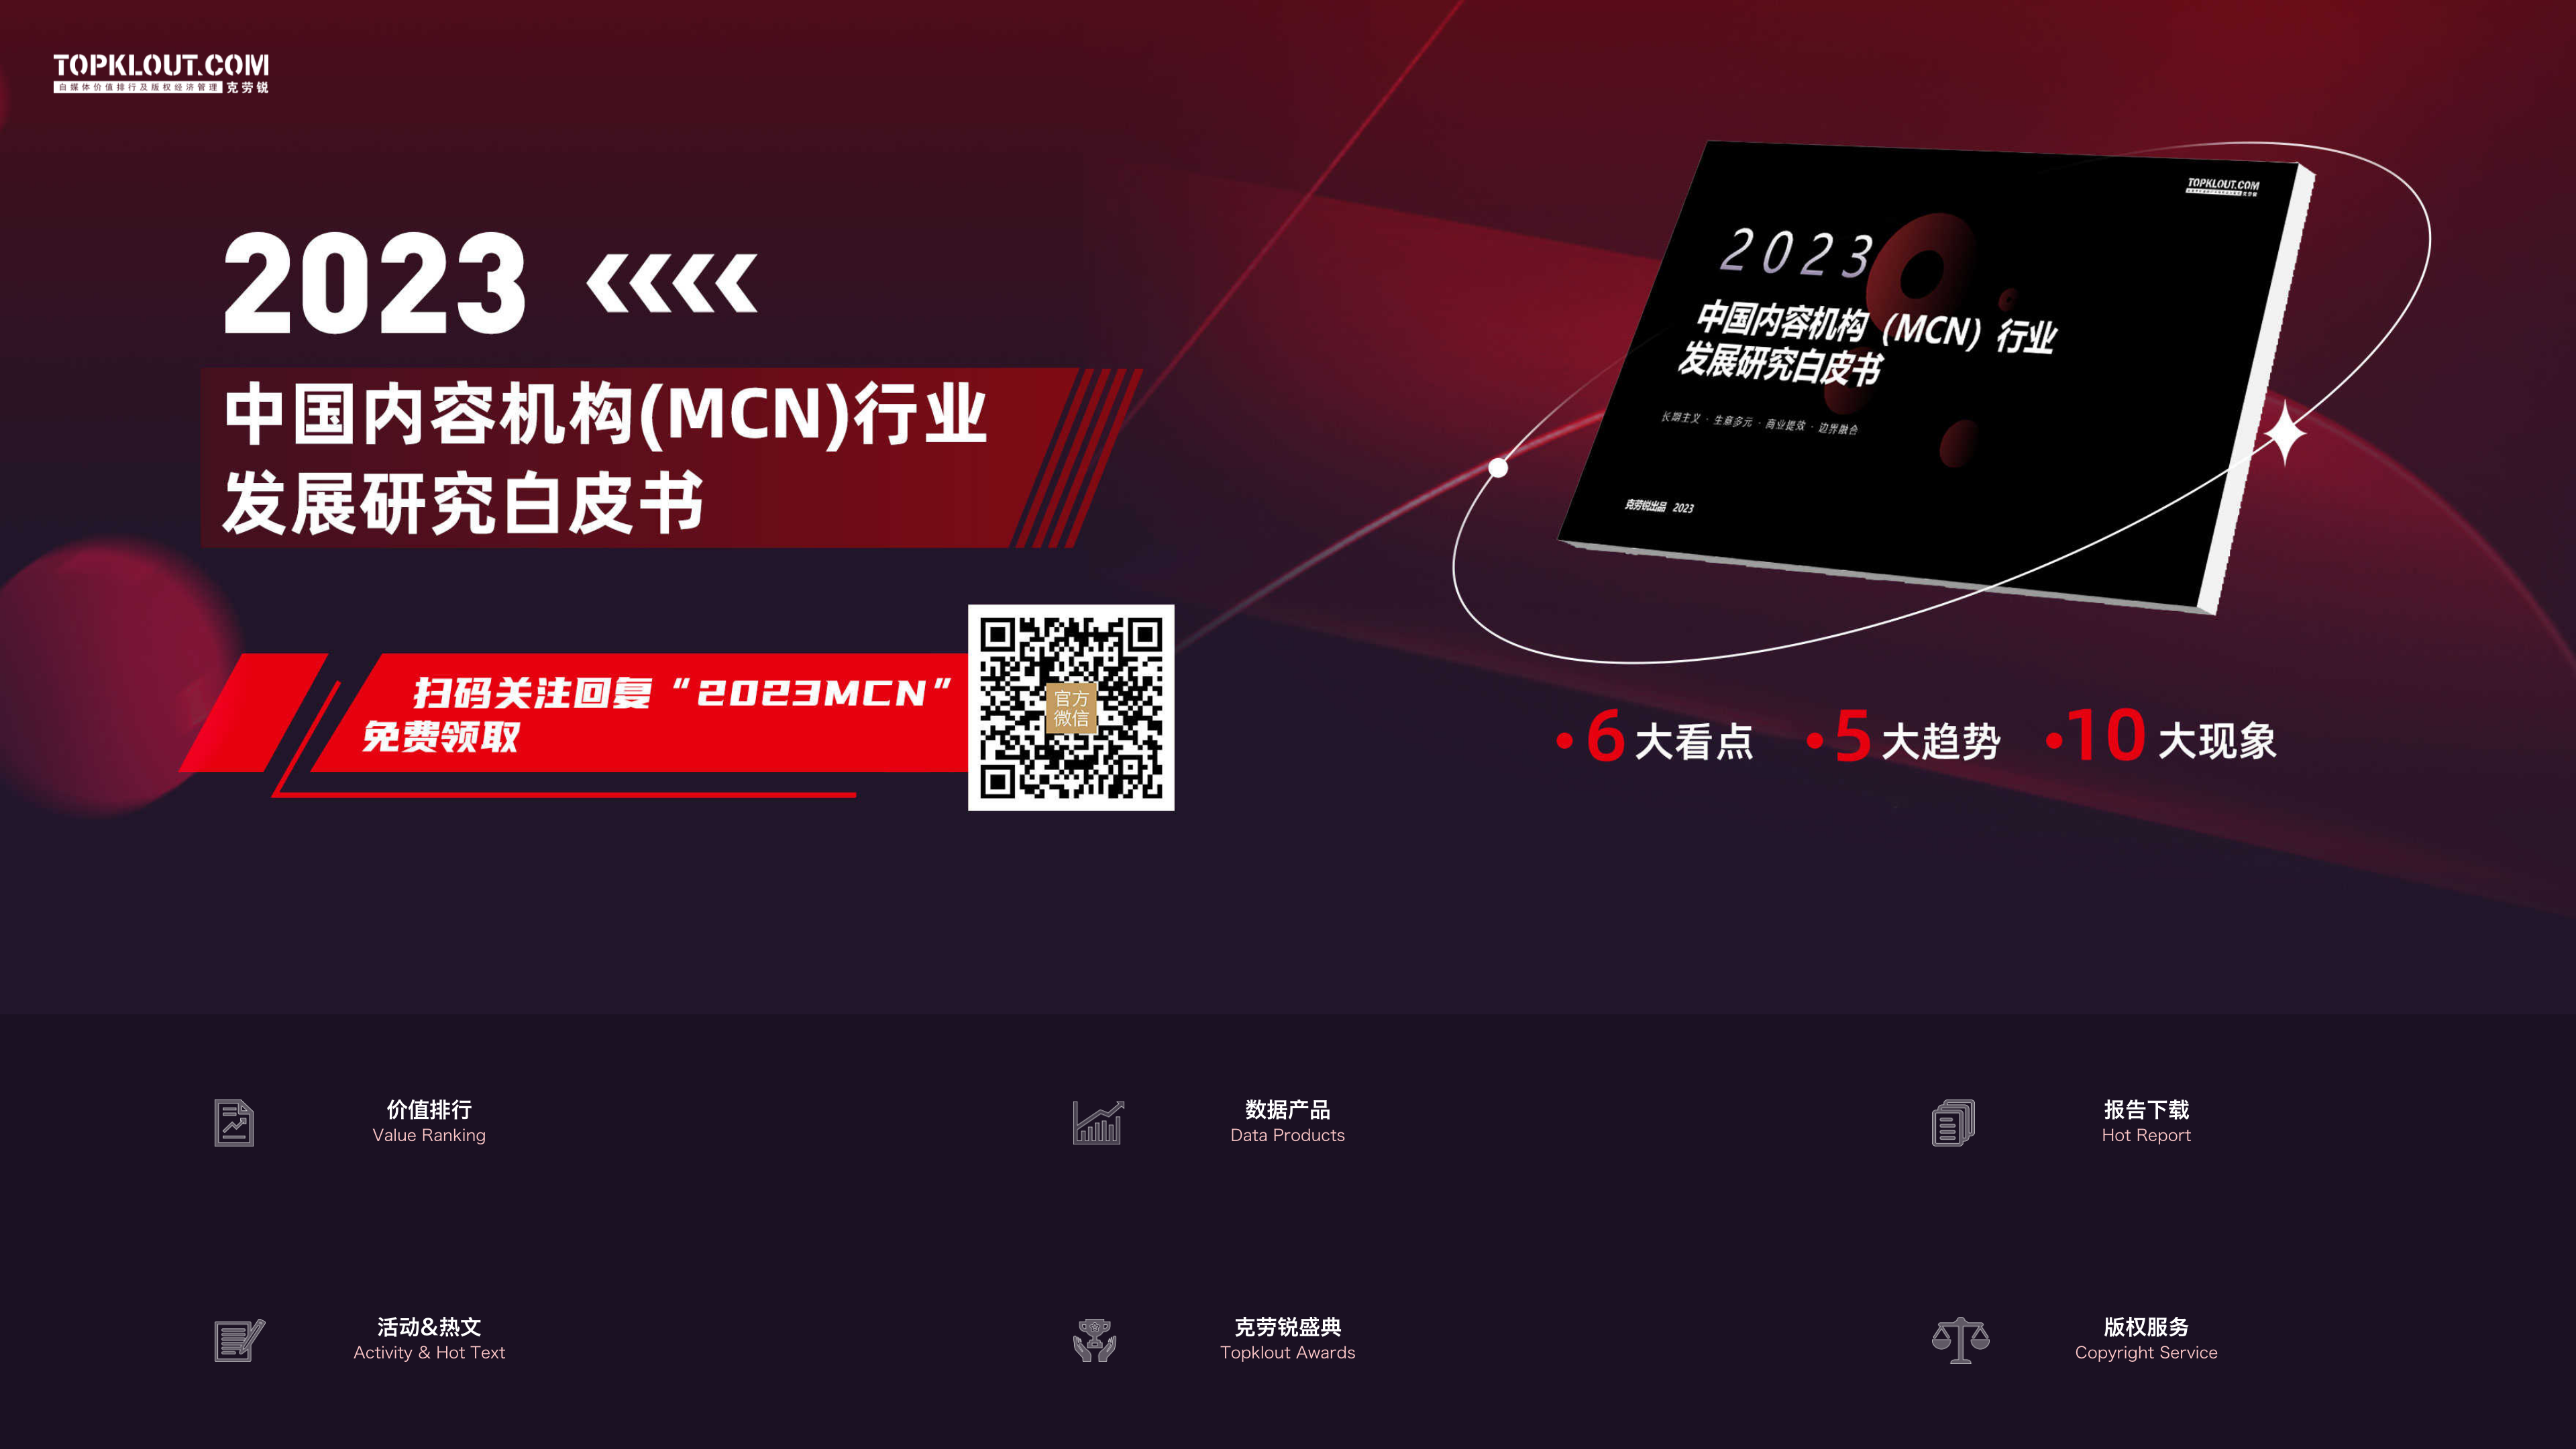 TOPKLOUT.COM
自媒体价值排行及版权经济管理 克劳锐
2023
中国内容机构(MCN)行业
发展研究白皮书
扫码关注回复“2023MCN”
免费领取
官方
微信
TOPKLOUT.COM
克劳锐
2023
中国内容机构（MCN）行业
发展研究白皮书
长期主义 · 生意多元 · 商业提效 · 边界融合
克劳锐出品 2023
•6大看点 •5大趋势 •10大现象
价值排行
Value Ranking
数据产品
Data Products
报告下载
Hot Report
活动&热文
Activity & Hot Text
克劳锐盛典
Topklout Awards
版权服务
Copyright Service